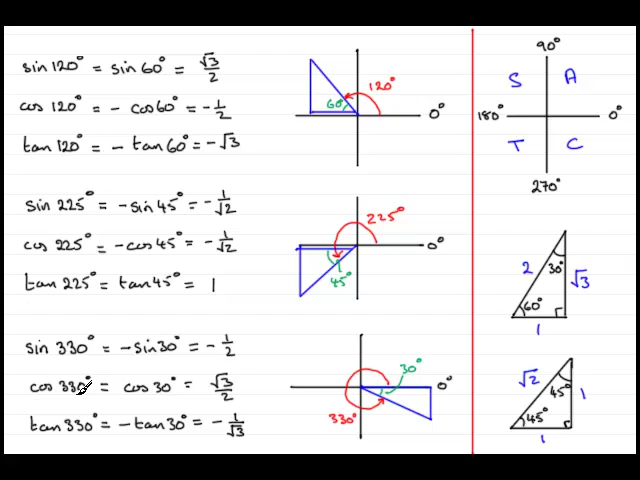 sin 120° = sin 60° = √3/2
cos 120° = - cos 60° = - 1/2
tan 120° = - tan 60° = - √3
120°
60°
0°
sin 225° = - sin 45° = - 1/√2
cos 225° = - cos 45° = - 1/√2
tan 225° = tan 45° = 1
225°
45°
0°
sin 330° = - sin 30° = - 1/2
cos 330° = cos 30° = √3/2
tan 330° = - tan 30° = - 1/√3
30°
0°
330°
90°
S A
180° 0°
T C
270°
2 30° √3
60°
1
√2 45° 1
45°
1